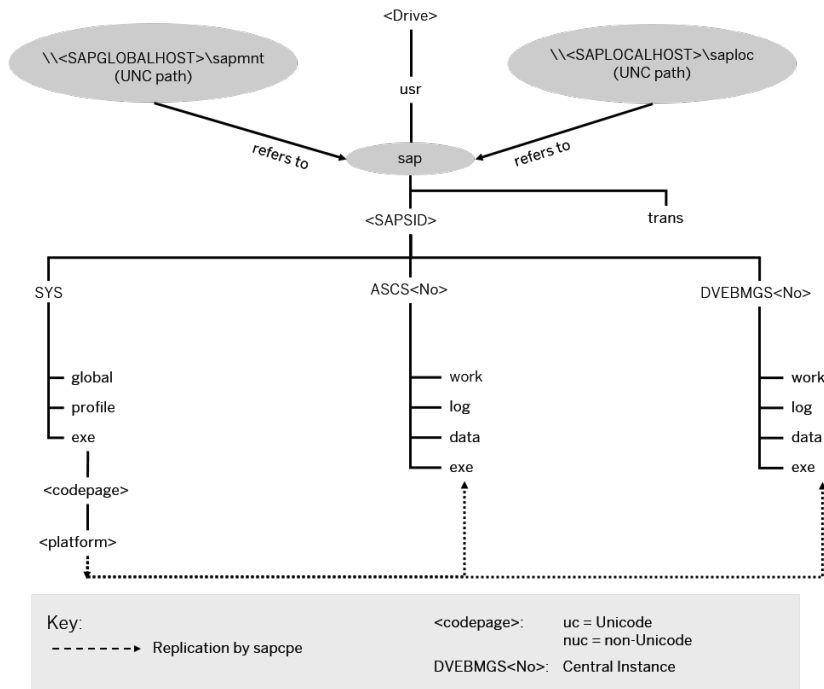 <Drive>
\\<SAPGLOBALHOST>\sapmnt
(UNC path)
\\<SAPLOCALHOST>\saploc
(UNC path)
usr
refers to
sap
refers to
<SAPSID>
trans
SYS
ASCS<No>
DVEBMGS<No>
global
profile
exe
work
log
data
exe
work
log
data
exe
<codepage>
<platform>
Key:
Replication by sapcpe
<codepage>: uc = Unicode
nuc = non-Unicode
DVEBMGS<No>: Central Instance